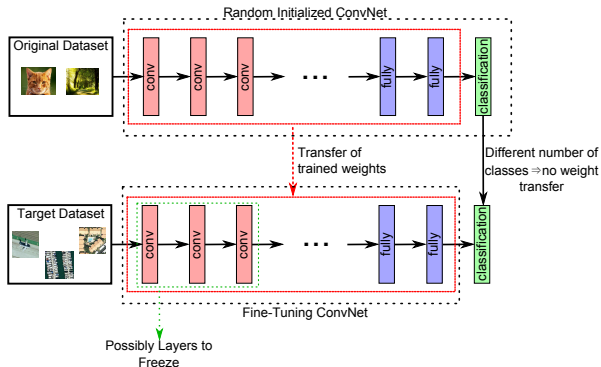 Random Initialized ConvNet
Original Dataset
conv
conv
conv
...
fully
fully
classification
Transfer of
trained weights
Different number of
classes⇒no weight
transfer
Target Dataset
conv
conv
conv
...
fully
fully
classification
Fine-Tuning ConvNet
Possibly Layers to
Freeze